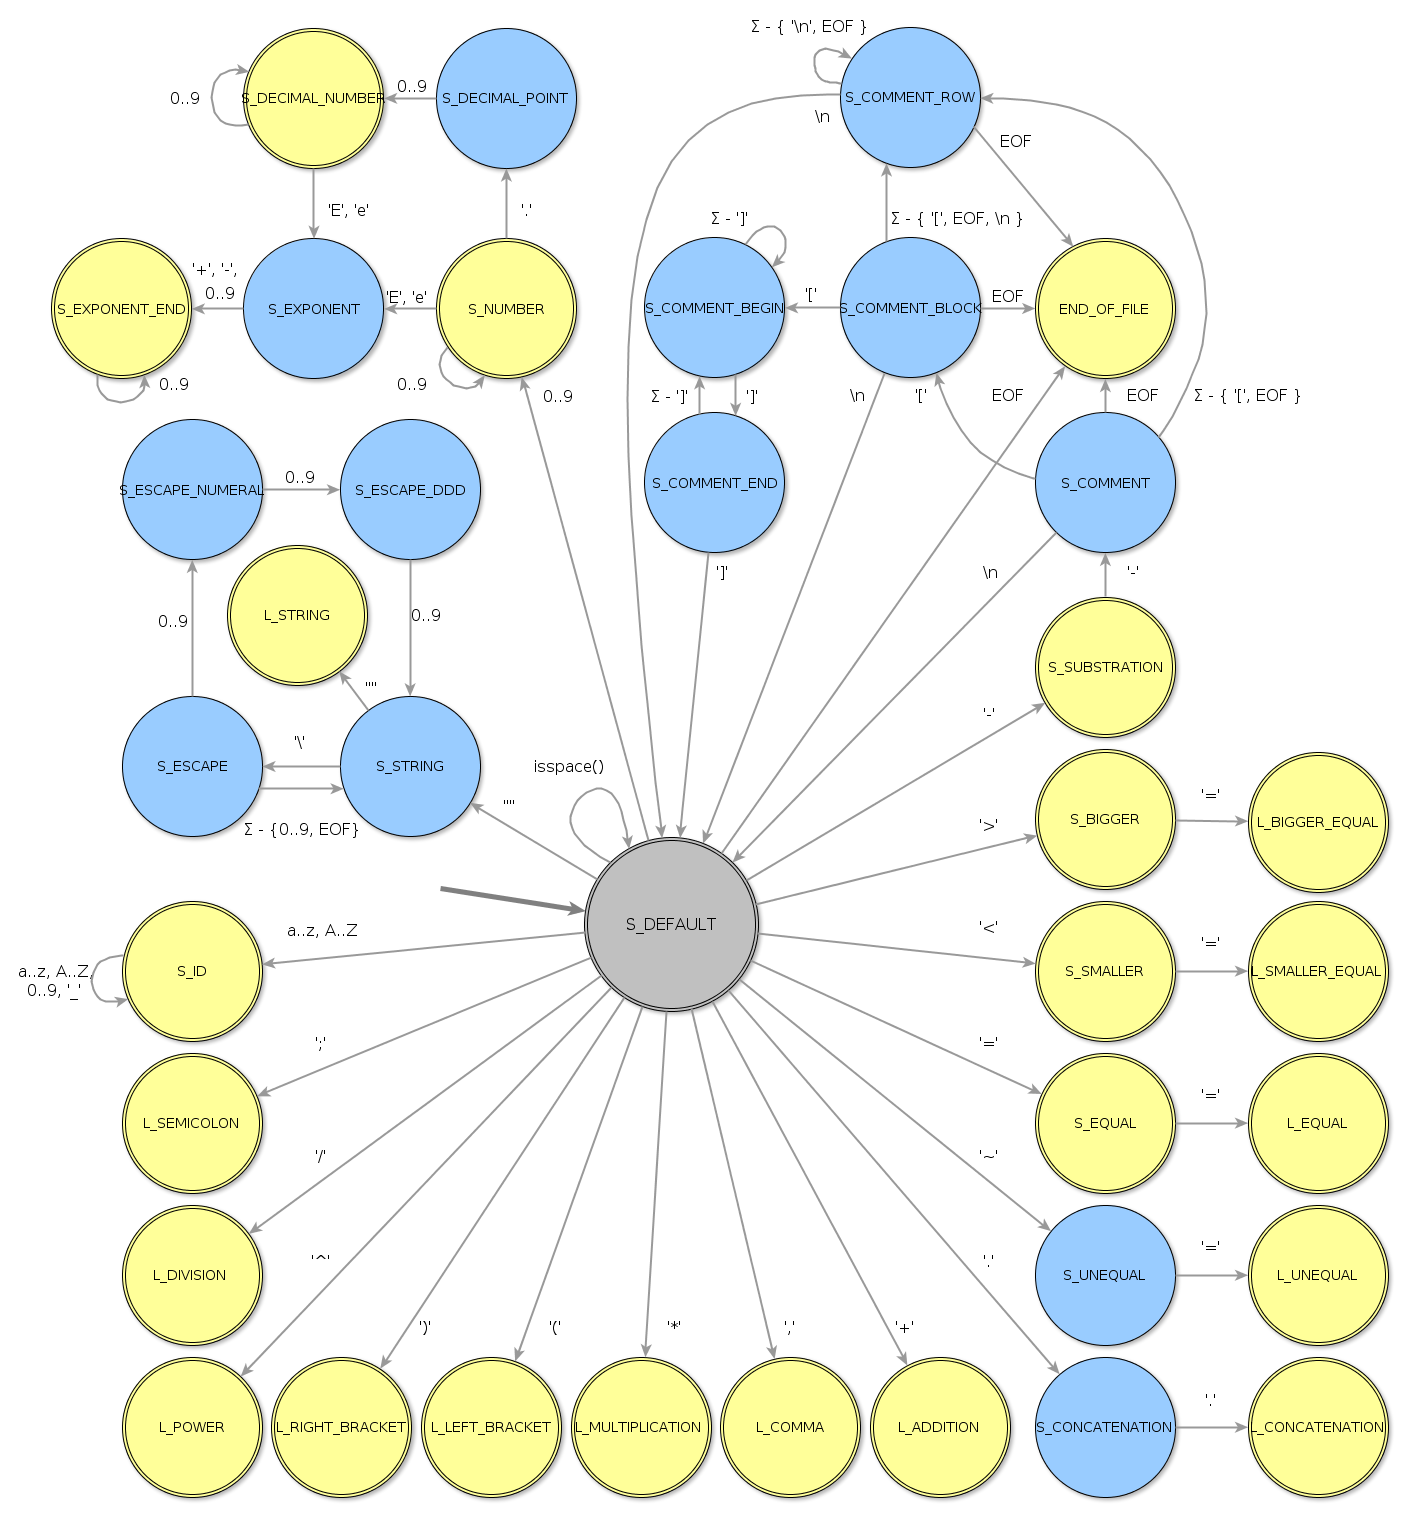 Σ - { '\n', EOF }
0..9
S_DECIMAL_NUMBER
0..9
S_DECIMAL_POINT
S_COMMENT_ROW
\n
EOF
'E', 'e'
'.'
Σ - ']'
Σ - { '[', EOF, \n }
'+', '-',
0..9
S_EXPONENT_END
S_EXPONENT
'E', 'e'
S_NUMBER
S_COMMENT_BEGIN
'['
S_COMMENT_BLOCK
EOF
END_OF_FILE
0..9
0..9
0..9
Σ - ']'
']'
\n
'['
EOF
EOF
Σ - { '[', EOF }
S_ESCAPE_NUMERAL
0..9
S_ESCAPE_DDD
S_COMMENT_END
S_COMMENT
']'
\n
'-'
0..9
L_STRING
0..9
S_SUBSTRATION
'"'
'-'
S_ESCAPE
'\'
S_STRING
isspace()
'"'
Σ - {0..9, EOF}
'>'
S_BIGGER
'='
L_BIGGER_EQUAL
S_DEFAULT
a..z, A..Z
'<'
a..z, A..Z,
0..9, '_'
S_ID
S_SMALLER
'='
L_SMALLER_EQUAL
';'
'='
L_SEMICOLON
S_EQUAL
'='
L_EQUAL
'/'
'~'
L_DIVISION
'^'
'.'
S_UNEQUAL
'='
L_UNEQUAL
')'
'('
'*'
','
'+'
L_POWER
L_RIGHT_BRACKET
L_LEFT_BRACKET
L_MULTIPLICATION
L_COMMA
L_ADDITION
S_CONCATENATION
'.'
L_CONCATENATION